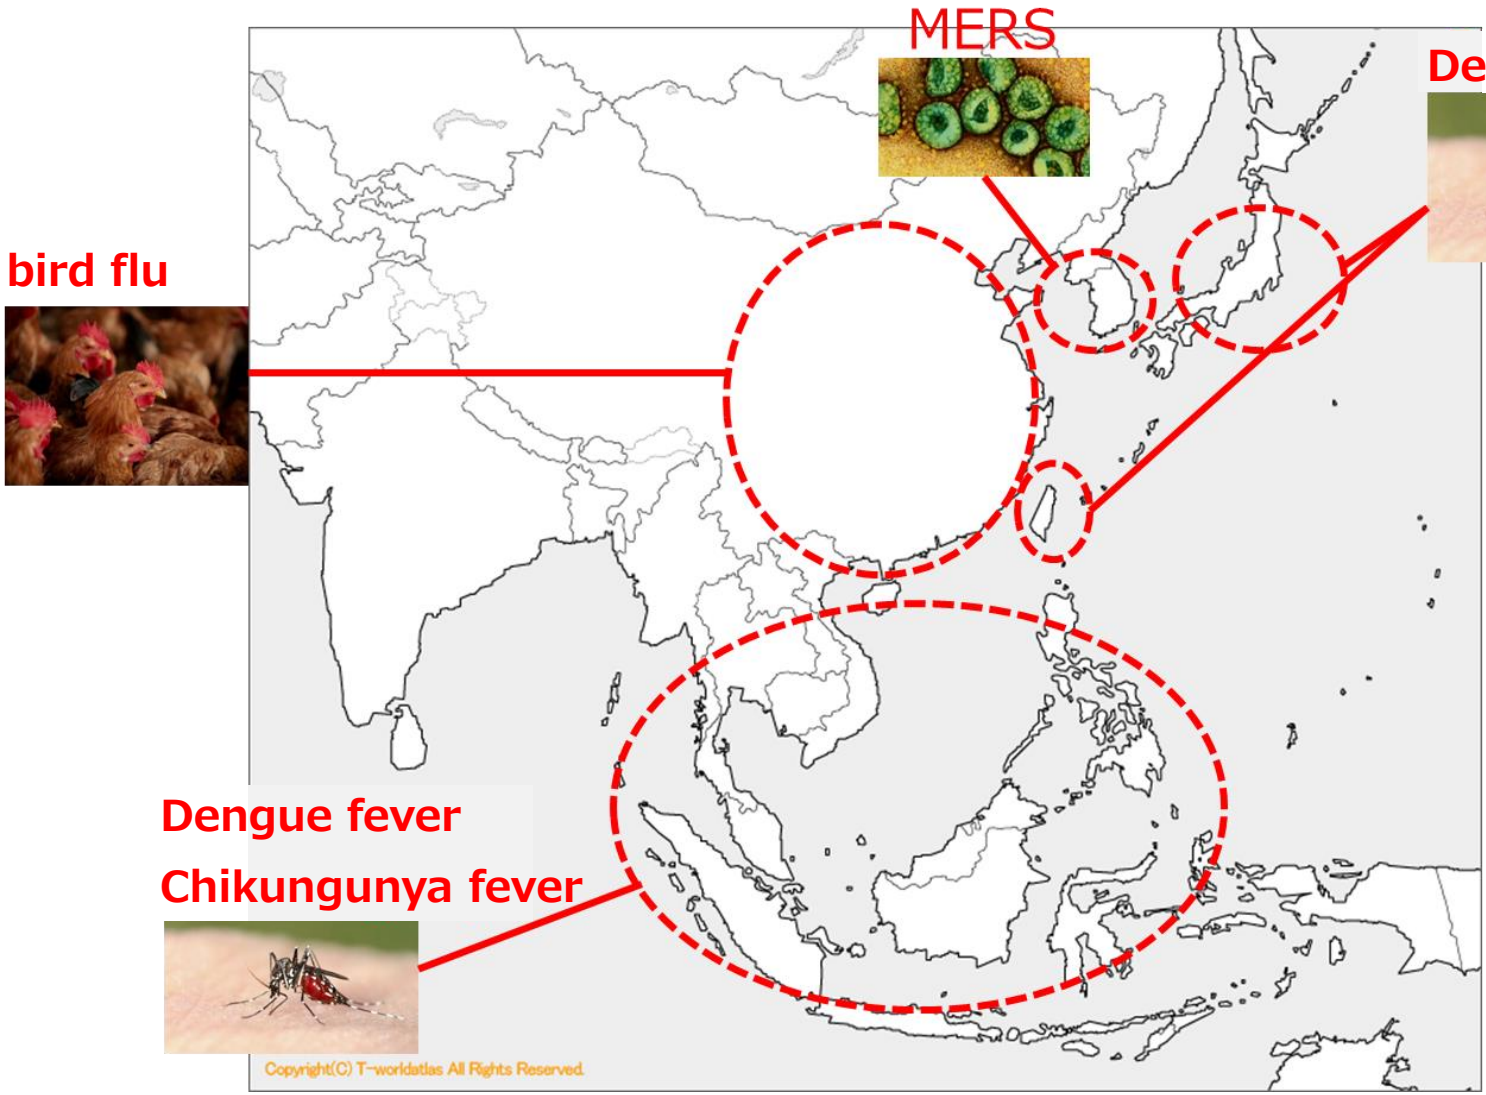 MERS
De
bird flu
Dengue fever
Chikungunya fever
Copyright(C) T-worldatlas All Rights Reserved.